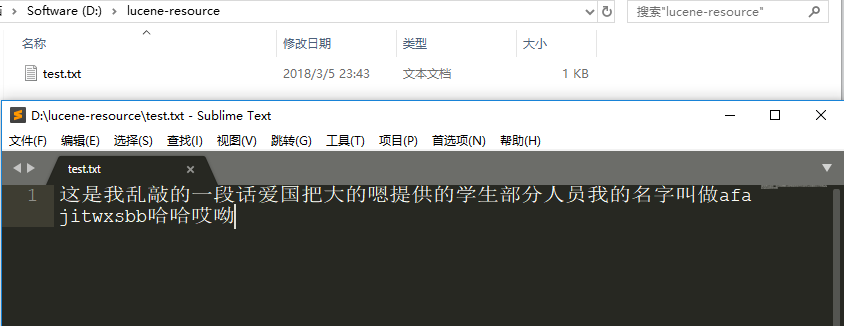 Software (D:) › lucene-resource
搜索"lucene-resource"
名称 修改日期 类型 大小
test.txt 2018/3/5 23:43 文本文档 1 KB
D:\lucene-resource\test.txt - Sublime Text
文件(F) 编辑(E) 选择(S) 查找(I) 视图(V) 跳转(G) 工具(T) 项目(P) 首选项(N) 帮助(H)
test.txt
1 这是我乱敲的一段话爱国把大的嗯提供的学生部分人员我的名字叫做afa
jitwxsbb哈哈哎呦